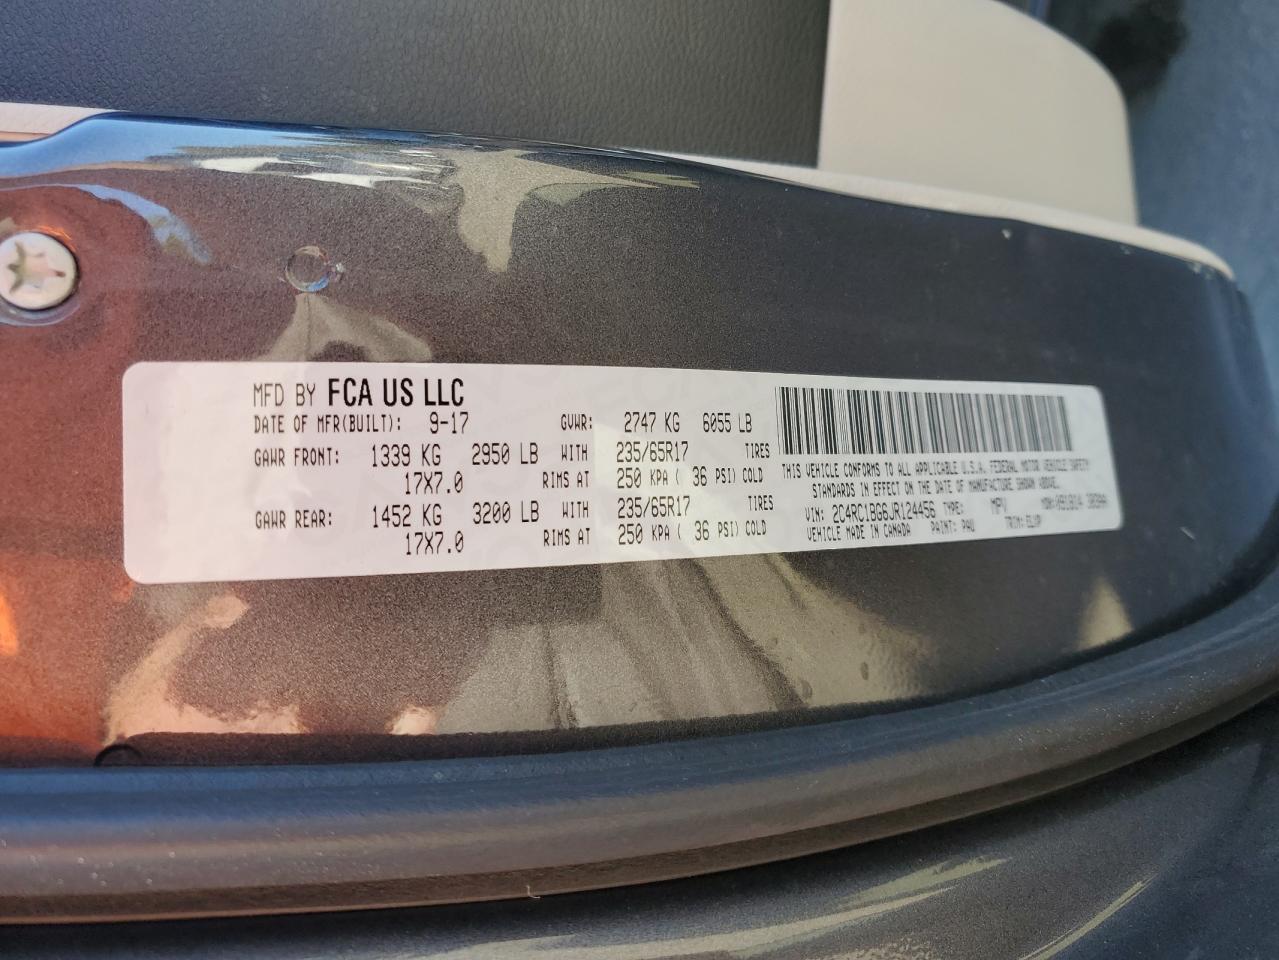 MFD BY FCA US LLC
DATE OF MFR(BUILT): 9-17 GVWR: 2747 KG 6055 LB
GAWR FRONT: 1339 KG 2950 LB WITH 235/65R17 TIRES
17X7.0 RIMS AT 250 KPA ( 36 PSI) COLD
GAWR REAR: 1452 KG 3200 LB WITH 235/65R17 TIRES
17X7.0 RIMS AT 250 KPA ( 36 PSI) COLD
THIS VEHICLE CONFORMS TO ALL APPLICABLE U.S.A. FEDERAL MOTOR VEHICLE SAFETY
STANDARDS IN EFFECT ON THE DATE OF MANUFACTURE SHOWN ABOVE.
VIN: 2C4RC1BG6JR124456 TYPE: MPV MDH:
VEHICLE MADE IN CANADA PAINT: PAU TRIM: